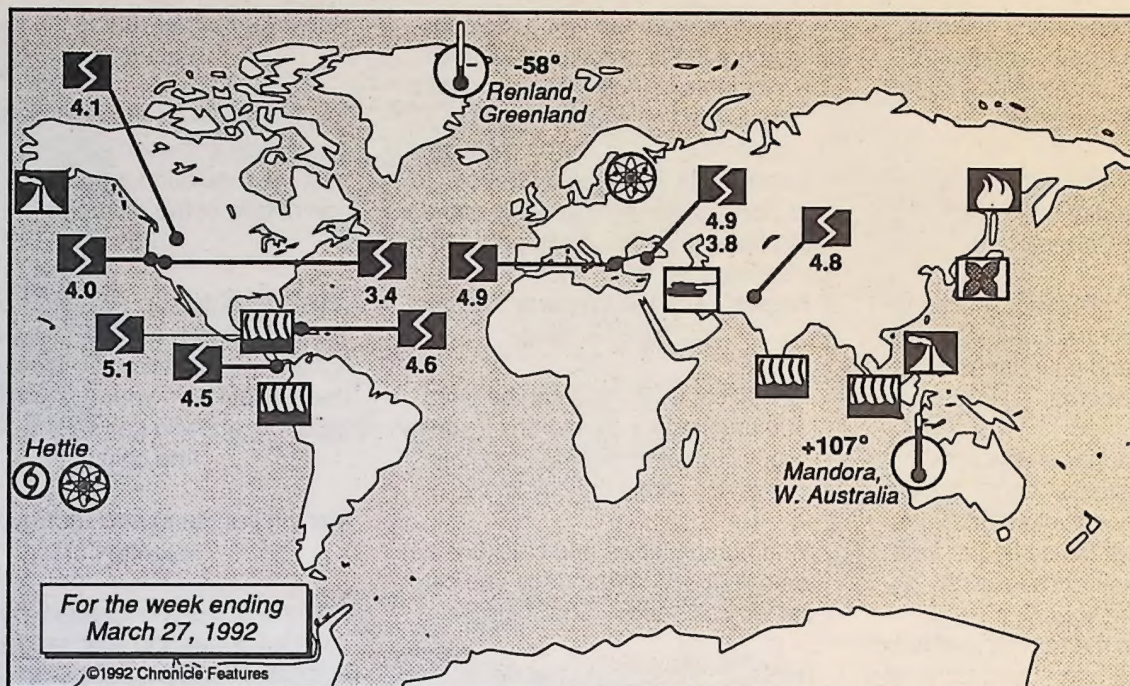 4.1
-58°
Renland,
Greenland
4.9
3.8
4.8
4.0
3.4
4.9
5.1
4.5
4.6
Hettie
+107°
Mandora,
W. Australia
For the week ending
March 27, 1992
©1992 Chronicle Features